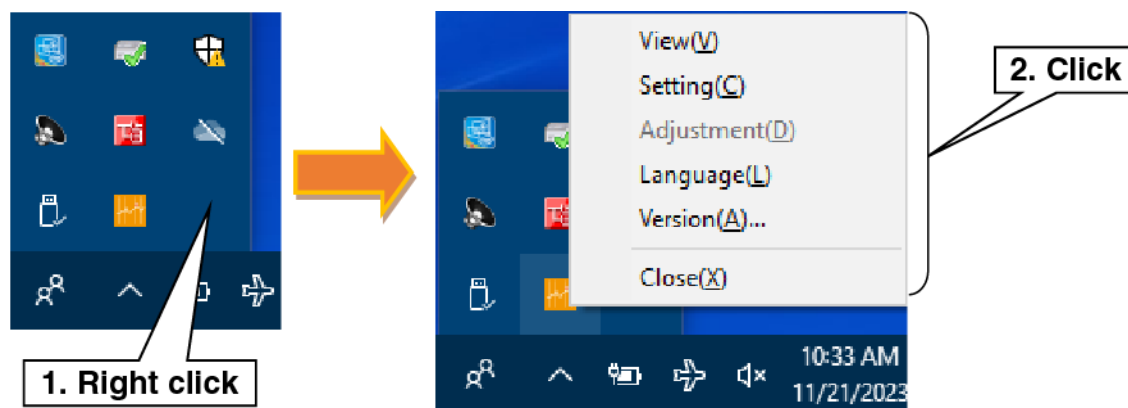 1. Right click
View(V)
Setting(C)
Adjustment(D)
Language(L)
Version(A)...
Close(X)
10:33 AM
11/21/2023
2. Click